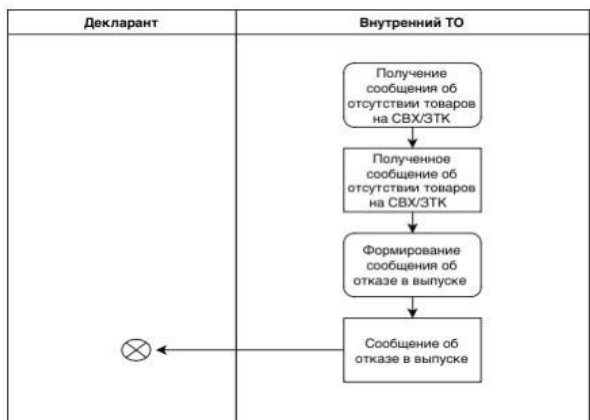 Декларант
Внутренний ТО
Получение
сообщения об
отсутствии товаров
на СВХ/ЗТК
Полученное
сообщение об
отсутствии товаров
на СВХ/ЗТК
Формирование
сообщения об
отказе в выпуске
Сообщение об
отказе в выпуске